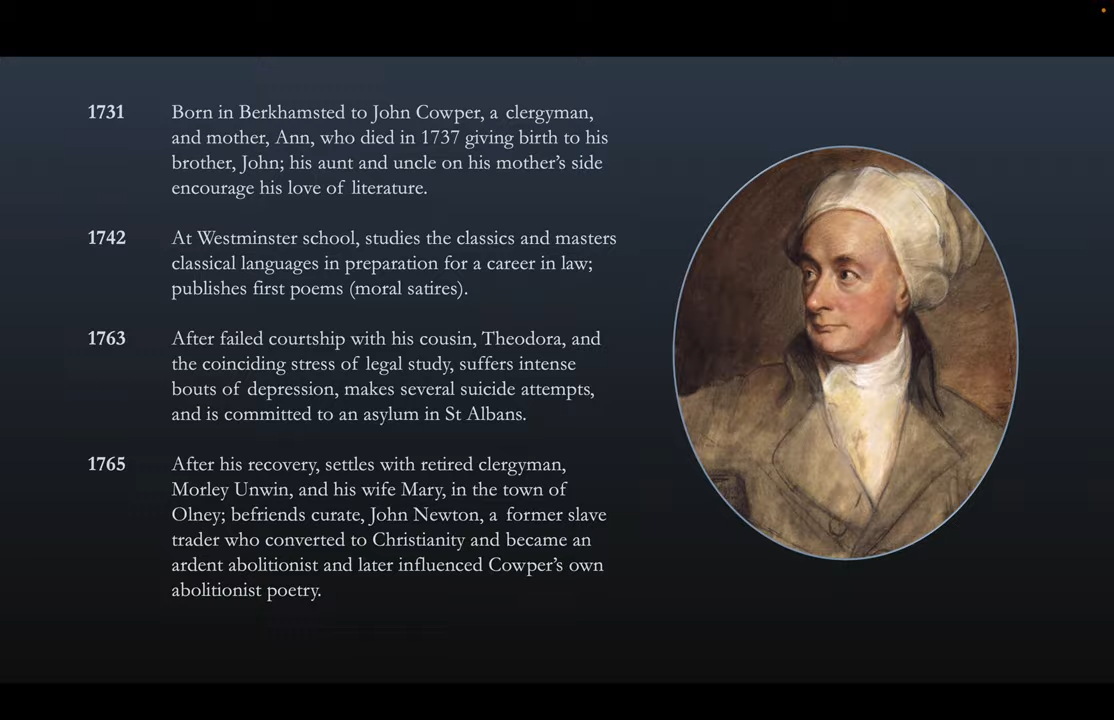 1731 Born in Berkhamsted to John Cowper, a clergyman,
and mother, Ann, who died in 1737 giving birth to his
brother, John; his aunt and uncle on his mother's side
encourage his love of literature.
1742 At Westminster school, studies the classics and masters
classical languages in preparation for a career in law;
publishes first poems (moral satires).
1763 After failed courtship with his cousin, Theodora, and
the coinciding stress of legal study, suffers intense
bouts of depression, makes several suicide attempts,
and is committed to an asylum in St Albans.
1765 After his recovery, settles with retired clergyman,
Morley Unwin, and his wife Mary, in the town of
Olney; befriends curate, John Newton, a former slave
trader who converted to Christianity and became an
ardent abolitionist and later influenced Cowper's own
abolitionist poetry.